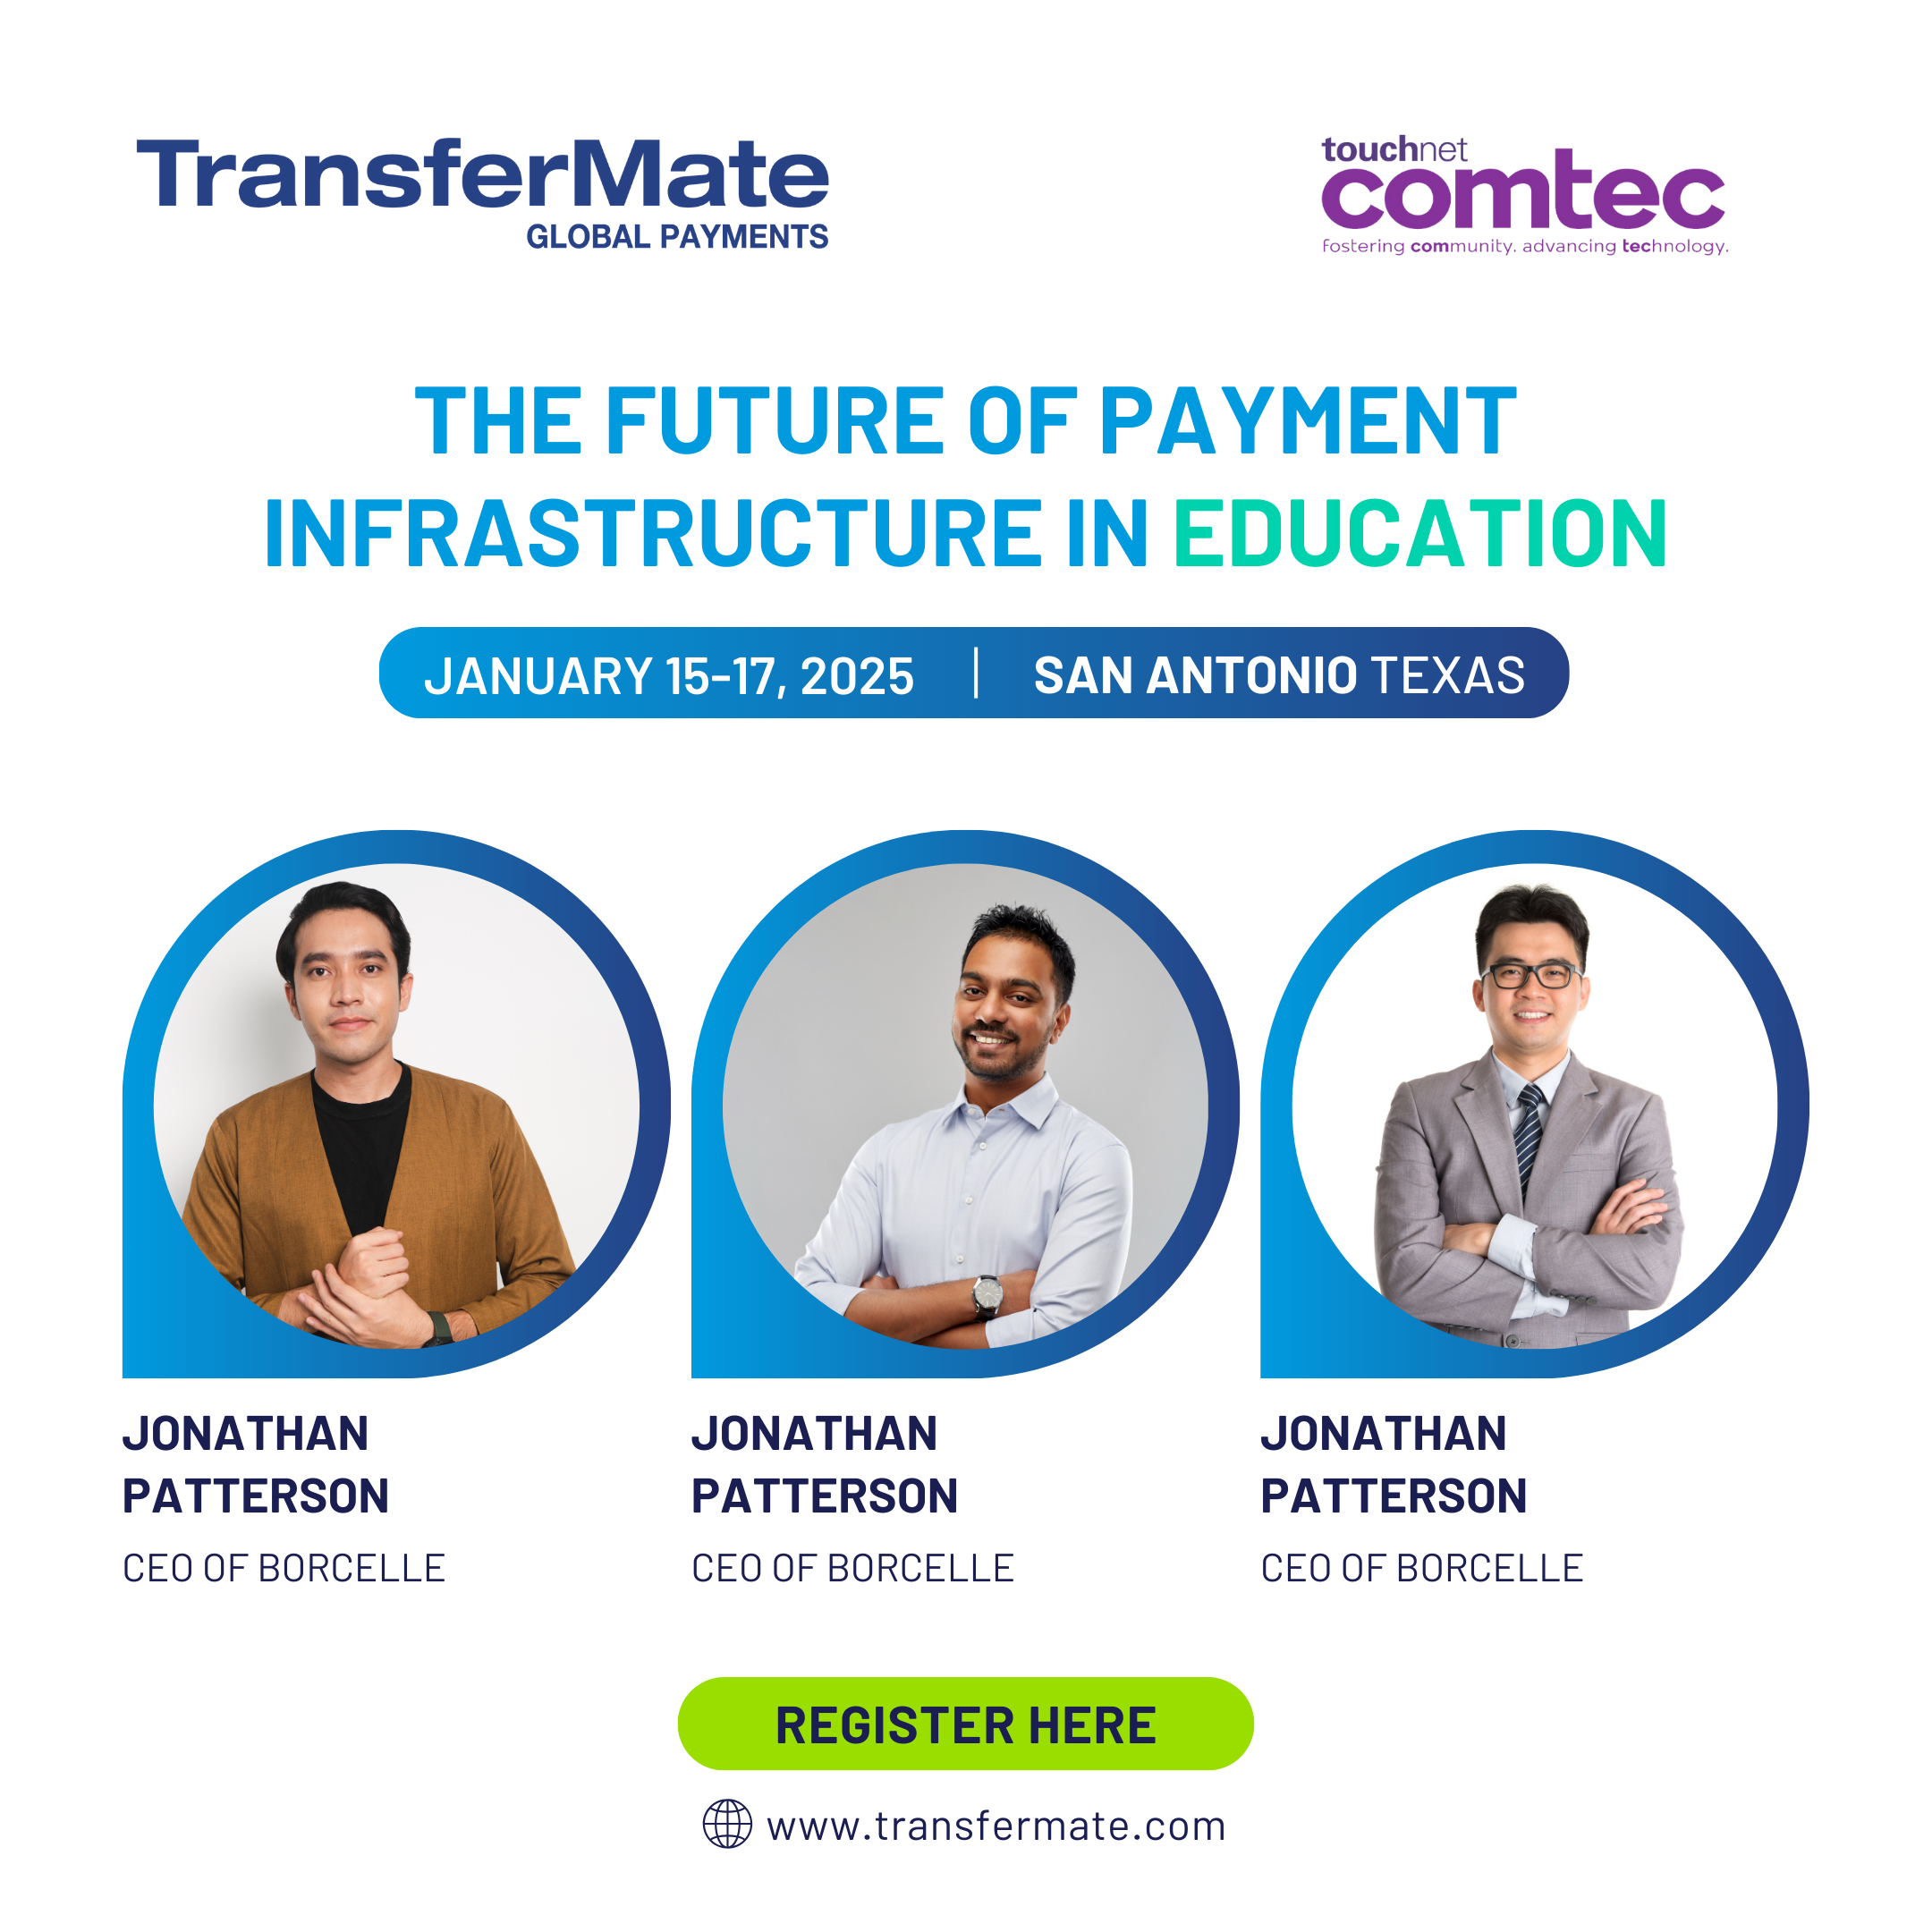 TransferMate
GLOBAL PAYMENTS
touchnet
comtec
fostering community. advancing technology.
THE FUTURE OF PAYMENT
INFRASTRUCTURE IN EDUCATION
JANUARY 15-17, 2025 | SAN ANTONIO TEXAS
JONATHAN
PATTERSON
CEO OF BORCELLE
JONATHAN
PATTERSON
CEO OF BORCELLE
JONATHAN
PATTERSON
CEO OF BORCELLE
REGISTER HERE
www.transfermate.com